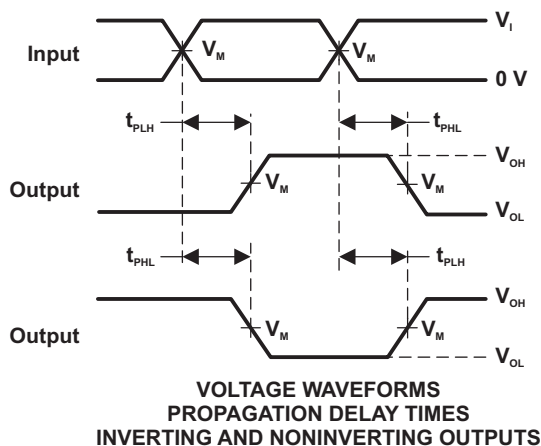 Input V_M V_M V_I
0 V
t_PLH t_PHL
Output V_M V_M V_OH
V_OL
t_PHL t_PLH
Output V_M V_M V_OH
V_OL
VOLTAGE WAVEFORMS
PROPAGATION DELAY TIMES
INVERTING AND NONINVERTING OUTPUTS